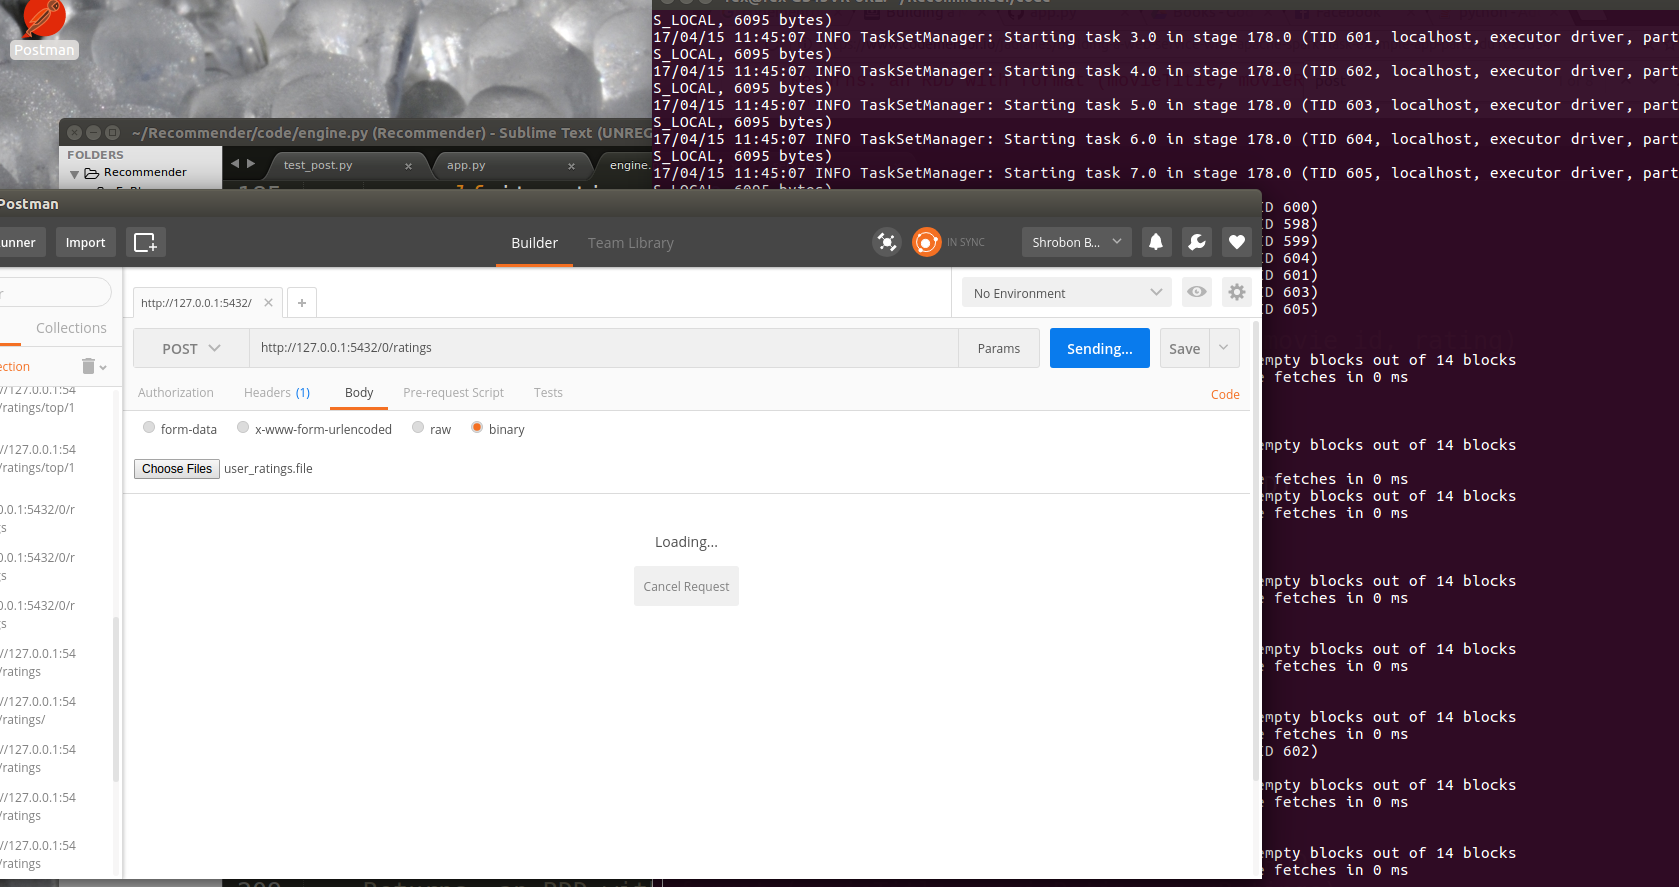 Postman
~/Recommender/code/engine.py (Recommender) - Sublime Text (UNREG
FOLDERS
Recommender
test_post.py
app.py
engine.
S_LOCAL, 6095 bytes)
17/04/15 11:45:07 INFO TaskSetManager: Starting task 3.0 in stage 178.0 (TID 601, localhost, executor driver, part
S_LOCAL, 6095 bytes)
17/04/15 11:45:07 INFO TaskSetManager: Starting task 4.0 in stage 178.0 (TID 602, localhost, executor driver, part
S_LOCAL, 6095 bytes)
17/04/15 11:45:07 INFO TaskSetManager: Starting task 5.0 in stage 178.0 (TID 603, localhost, executor driver, part
S_LOCAL, 6095 bytes)
17/04/15 11:45:07 INFO TaskSetManager: Starting task 6.0 in stage 178.0 (TID 604, localhost, executor driver, part
S_LOCAL, 6095 bytes)
17/04/15 11:45:07 INFO TaskSetManager: Starting task 7.0 in stage 178.0 (TID 605, localhost, executor driver, part
Postman
unner
Import
Builder
Team Library
IN SYNC
Shrobon B...
r
Collections
ection
//127.0.0.1:54
/ratings/top/1
//127.0.0.1:54
/ratings/top/1
0.0.1:5432/0/r
s
0.0.1:5432/0/r
s
0.0.1:5432/0/r
s
//127.0.0.1:54
/ratings
//127.0.0.1:54
/ratings/
//127.0.0.1:54
/ratings
//127.0.0.1:54
/ratings
//127.0.0.1:54
/ratings
http://127.0.0.1:5432/
+
No Environment
POST
http://127.0.0.1:5432/0/ratings
Params
Sending...
Save
Authorization
Headers (1)
Body
Pre-request Script
Tests
Code
form-data
x-www-form-urlencoded
raw
binary
Choose Files
user_ratings.file
Loading...
Cancel Request
ID 600)
ID 598)
ID 599)
ID 604)
ID 601)
ID 603)
ID 605)
empty blocks out of 14 blocks
e fetches in 0 ms
empty blocks out of 14 blocks
e fetches in 0 ms
empty blocks out of 14 blocks
e fetches in 0 ms
empty blocks out of 14 blocks
e fetches in 0 ms
empty blocks out of 14 blocks
e fetches in 0 ms
empty blocks out of 14 blocks
e fetches in 0 ms
ID 602)
empty blocks out of 14 blocks
e fetches in 0 ms
empty blocks out of 14 blocks
e fetches in 0 ms